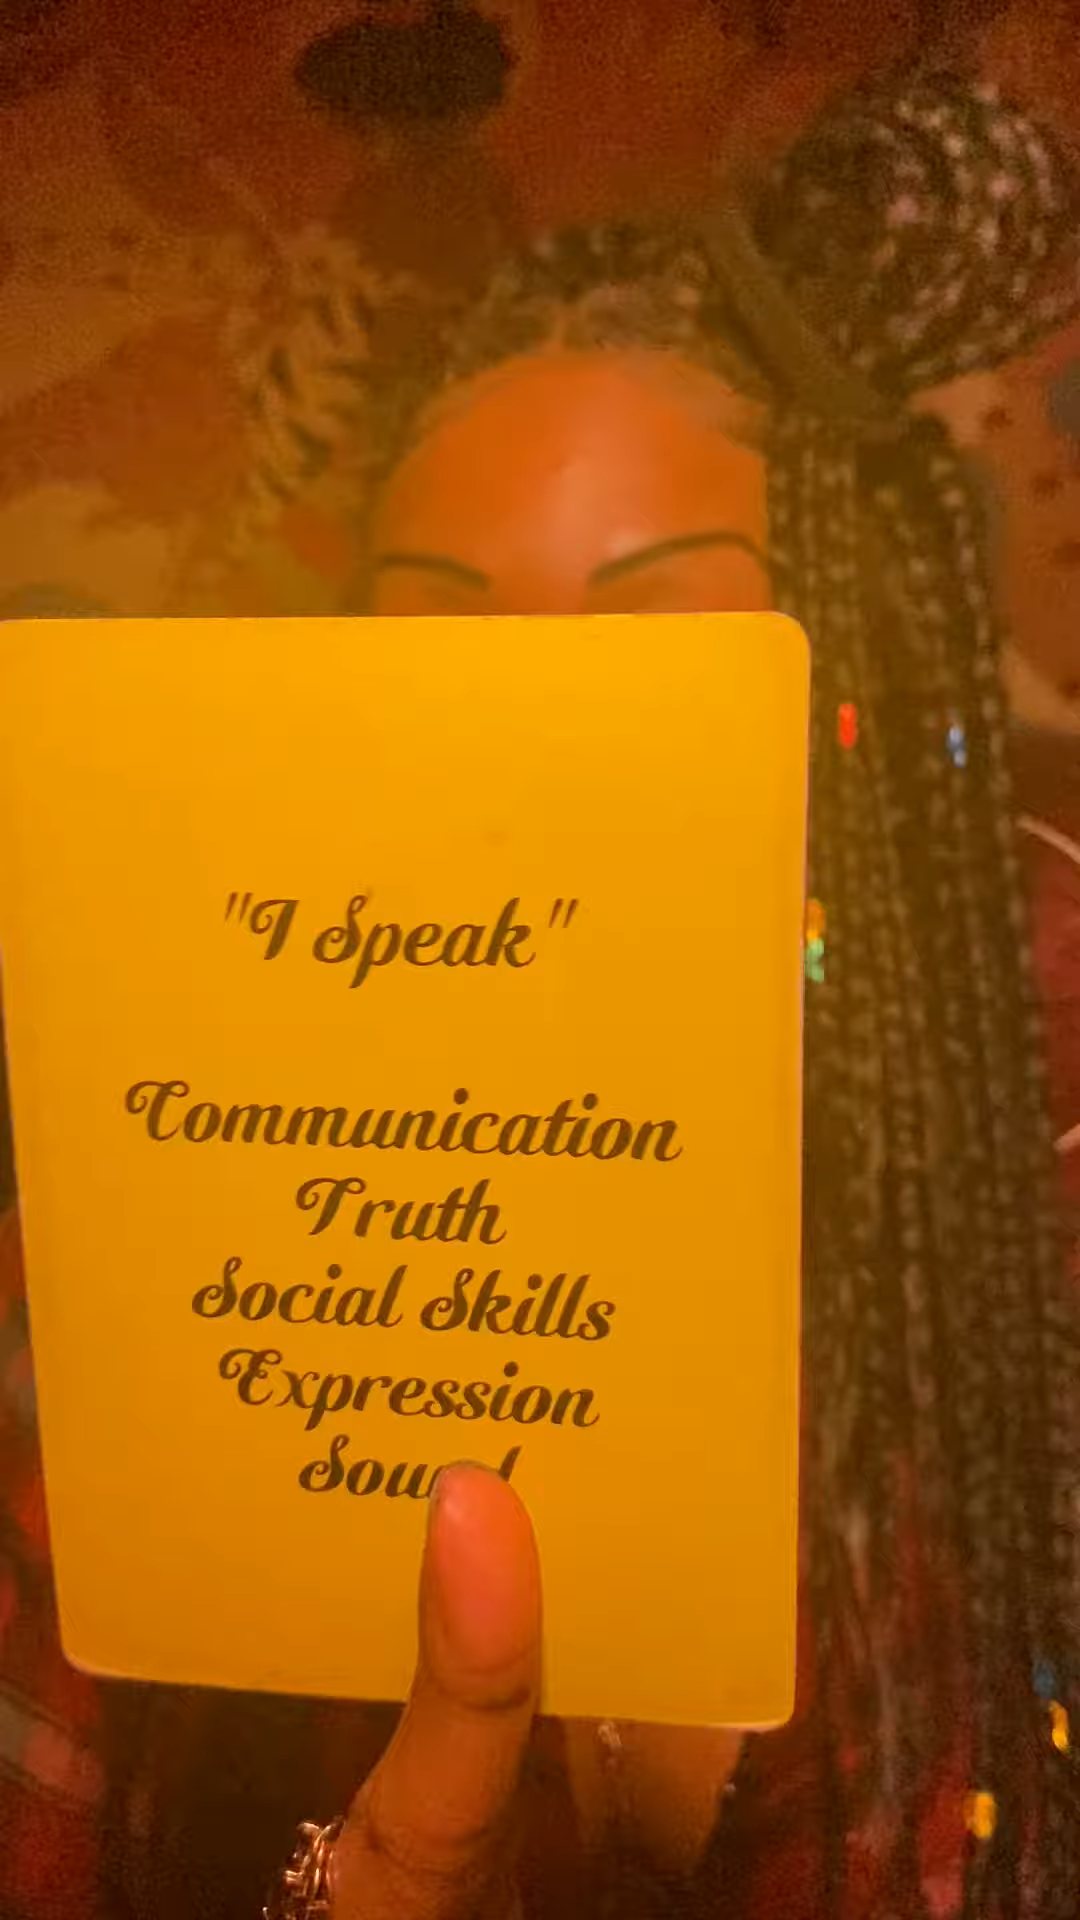 "I Speak"
Communication
Truth
Social Skills
Expression